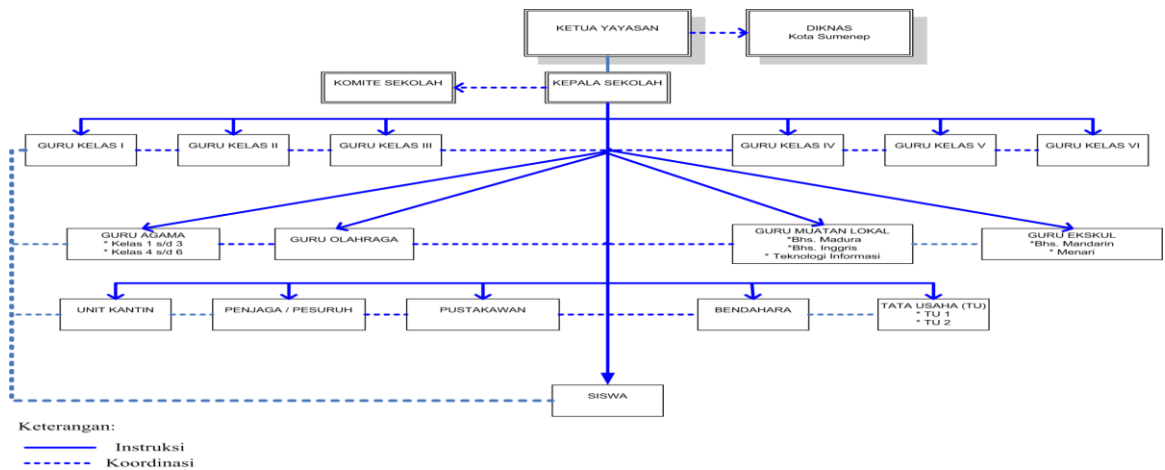 KETUA YAYASAN
DIKNAS
Kota Sumenep
KOMITE SEKOLAH
KEPALA SEKOLAH
GURU KELAS I
GURU KELAS II
GURU KELAS III
GURU KELAS IV
GURU KELAS V
GURU KELAS VI
GURU AGAMA
* Kelas 1 s/d 3
* Kelas 4 s/d 6
GURU OLAHRAGA
GURU MUATAN LOKAL
*Bhs. Madura
*Bhs. Inggris
* Teknologi Informasi
GURU EKSKUL
*Bhs. Mandarin
* Menari
UNIT KANTIN
PENJAGA / PESURUH
PUSTAKAWAN
BENDAHARA
TATA USAHA (TU)
* TU 1
* TU 2
SISWA
Keterangan:
Instruksi
Koordinasi